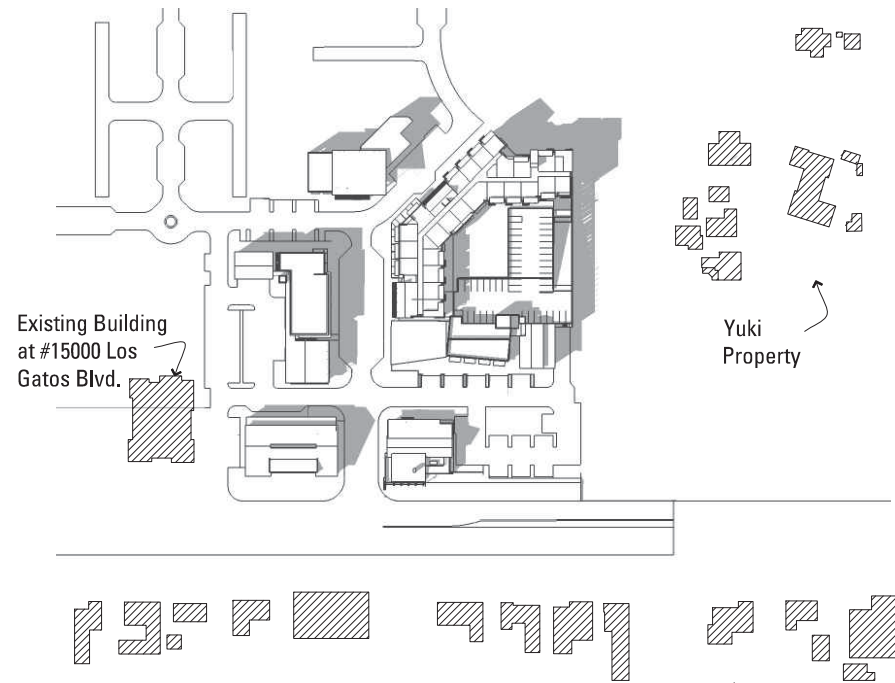 Existing Building
at #15000 Los
Gatos Blvd.
Yuki
Property